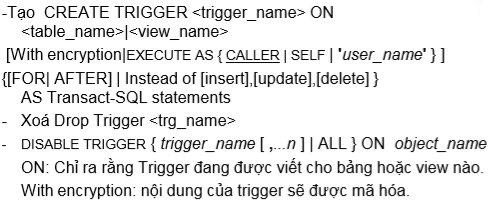 -Tạo CREATE TRIGGER <trigger_name> ON
<table_name>|<view_name>
[With encryption|EXECUTE AS { CALLER | SELF | 'user_name' } ]
{[FOR| AFTER] | Instead of [insert],[update],[delete] }
AS Transact-SQL statements
- Xoá Drop Trigger <trg_name>
- DISABLE TRIGGER { trigger_name [ ,...n ] | ALL } ON object_name
ON: Chỉ ra rằng Trigger đang được viết cho bảng hoặc view nào.
With encryption: nội dung của trigger sẽ được mã hóa.